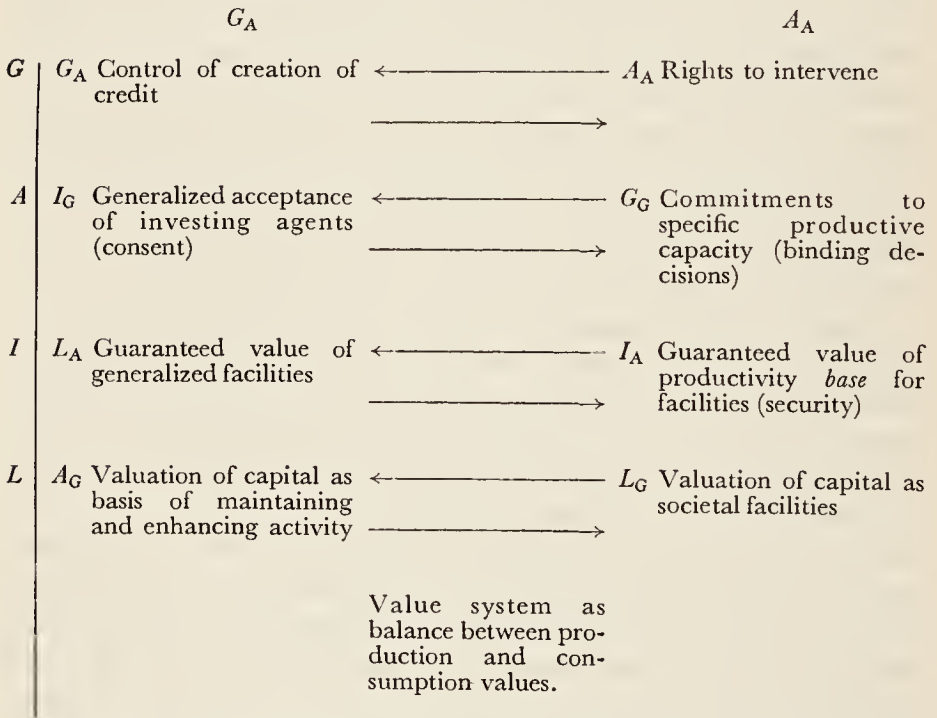 G_A A_A
G G_A Control of creation of A_A Rights to intervene
credit
A I_G Generalized acceptance G_G Commitments to
of investing agents specific productive
(consent) capacity (binding de-
cisions)
I L_A Guaranteed value of I_A Guaranteed value of
generalized facilities productivity base for
facilities (security)
L A_G Valuation of capital as L_G Valuation of capital as
basis of maintaining societal facilities
and enhancing activity
Value system as
balance between pro-
duction and con-
sumption values.